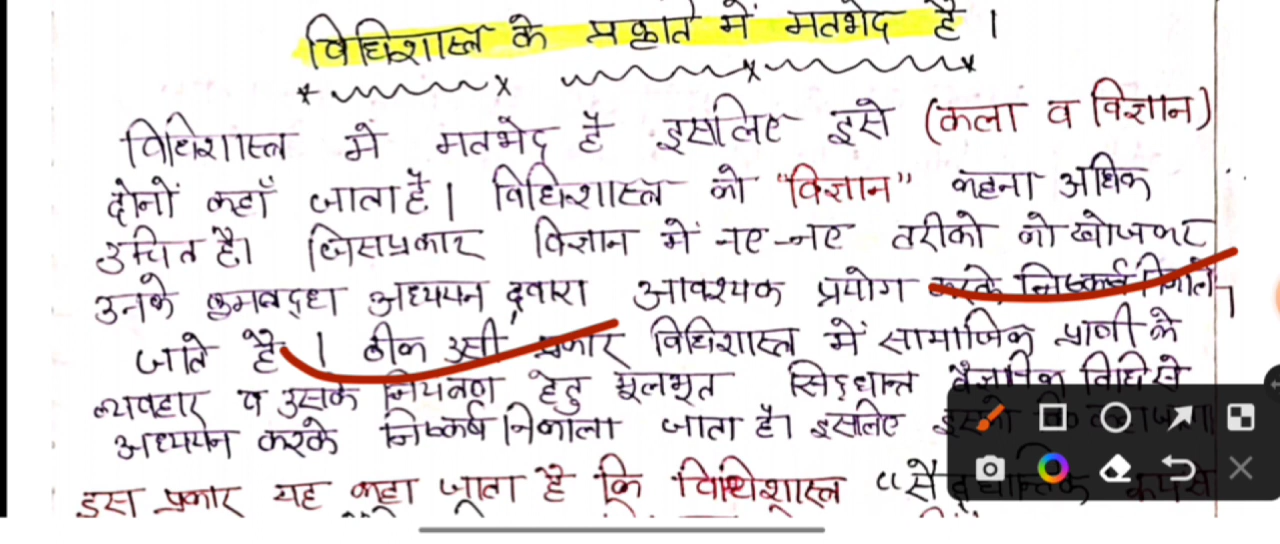 विधिशास्त्र के प्रकृति में मतभेद है ।
विधिशास्त्र में मतभेद है इसलिए इसे (कला व विज्ञान)
दोनों कहाँ जाता है । विधिशास्त्र को "विज्ञान" कहना अधिक
उचित है। जिसप्रकार विज्ञान में नए-नए तरीको को खोजकर
उनके क्रमबद्ध अध्ययन द्वारा आवश्यक प्रयोग करके निष्कर्ष निकाले
जाते है । ठीक उसी प्रकार विधिशास्त्र में सामाजिक प्राणी के
व्यवहार व उसके नियंत्रण हेतु मूलभूत सिद्धान्त वैज्ञानिक विधि से
अध्ययन करके निष्कर्ष निकाला जाता है। इसलिए
इस प्रकार यह कहा जाता है कि विधिशास्त्र "सैद्धान्तिक रूप से